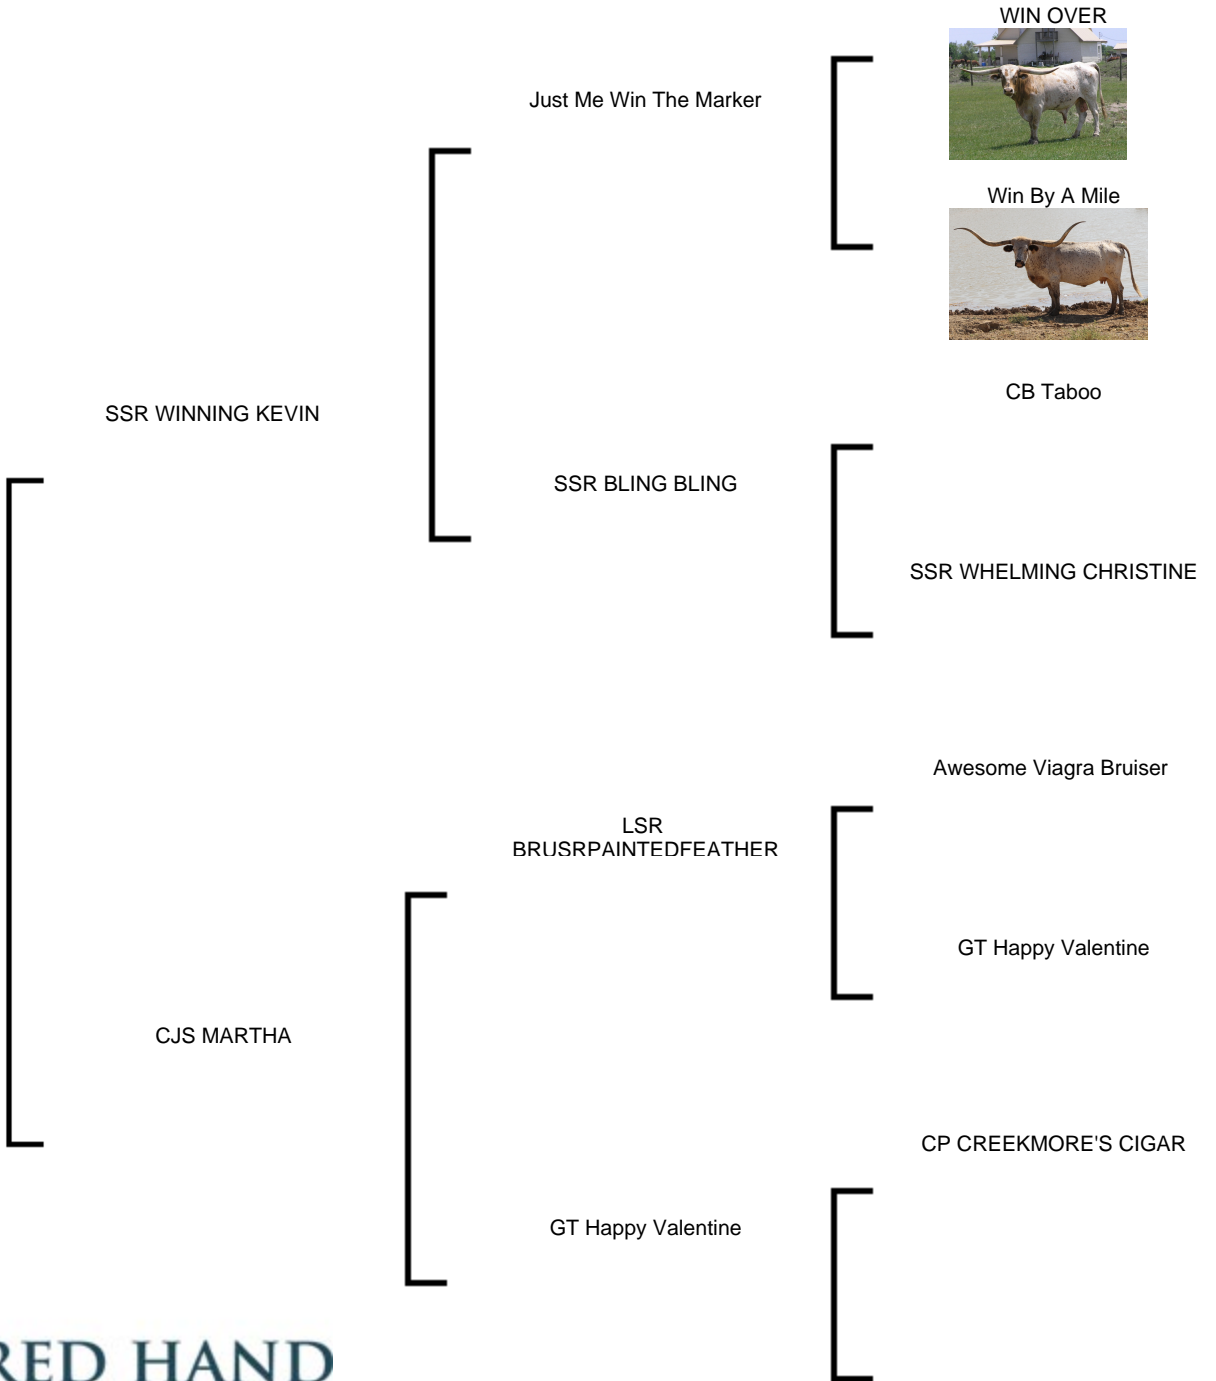 WIN OVER
Just Me Win The Marker
Win By A Mile
CB Taboo
SSR WINNING KEVIN
SSR BLING BLING
SSR WHELMING CHRISTINE
Awesome Viagra Bruiser
LSR
BRUSRPAINTEDFEATHER
GT Happy Valentine
CJS MARTHA
CP CREEKMORE'S CIGAR
GT Happy Valentine
RED HAND